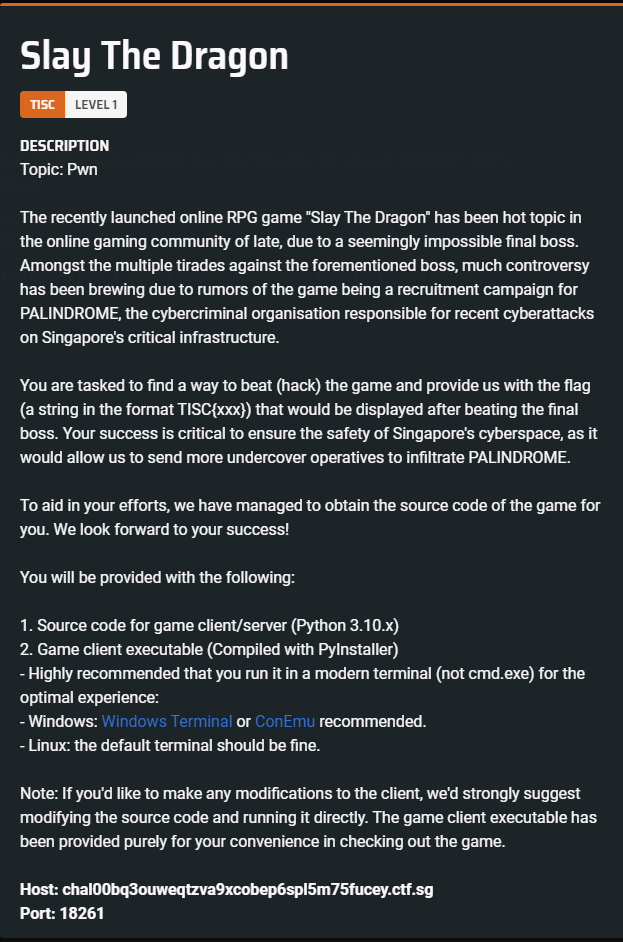 Slay The Dragon
TISC LEVEL 1
DESCRIPTION
Topic: Pwn
The recently launched online RPG game "Slay The Dragon" has been hot topic in
the online gaming community of late, due to a seemingly impossible final boss.
Amongst the multiple tirades against the forementioned boss, much controversy
has been brewing due to rumors of the game being a recruitment campaign for
PALINDROME, the cybercriminal organisation responsible for recent cyberattacks
on Singapore's critical infrastructure.
You are tasked to find a way to beat (hack) the game and provide us with the flag
(a string in the format TISC{xxx}) that would be displayed after beating the final
boss. Your success is critical to ensure the safety of Singapore's cyberspace, as it
would allow us to send more undercover operatives to infiltrate PALINDROME.
To aid in your efforts, we have managed to obtain the source code of the game for
you. We look forward to your success!
You will be provided with the following:
1. Source code for game client/server (Python 3.10.x)
2. Game client executable (Compiled with PyInstaller)
- Highly recommended that you run it in a modern terminal (not cmd.exe) for the
optimal experience:
- Windows: Windows Terminal or ConEmu recommended.
- Linux: the default terminal should be fine.
Note: If you'd like to make any modifications to the client, we'd strongly suggest
modifying the source code and running it directly. The game client executable has
been provided purely for your convenience in checking out the game.
Host: chal00bq3ouweqtzva9xcobep6spl5m75fucey.ctf.sg
Port: 18261